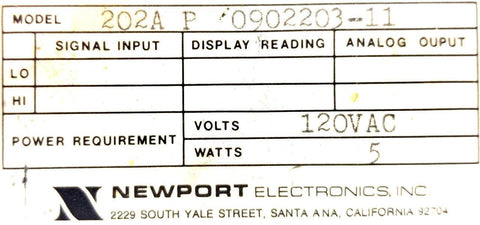 MODEL 202A P 0902203-11
SIGNAL INPUT DISPLAY READING ANALOG OUPUT
LO
HI
POWER REQUIREMENT
VOLTS 120VAC
WATTS 5
NEWPORT ELECTRONICS, INC
2229 SOUTH YALE STREET, SANTA ANA, CALIFORNIA 92704